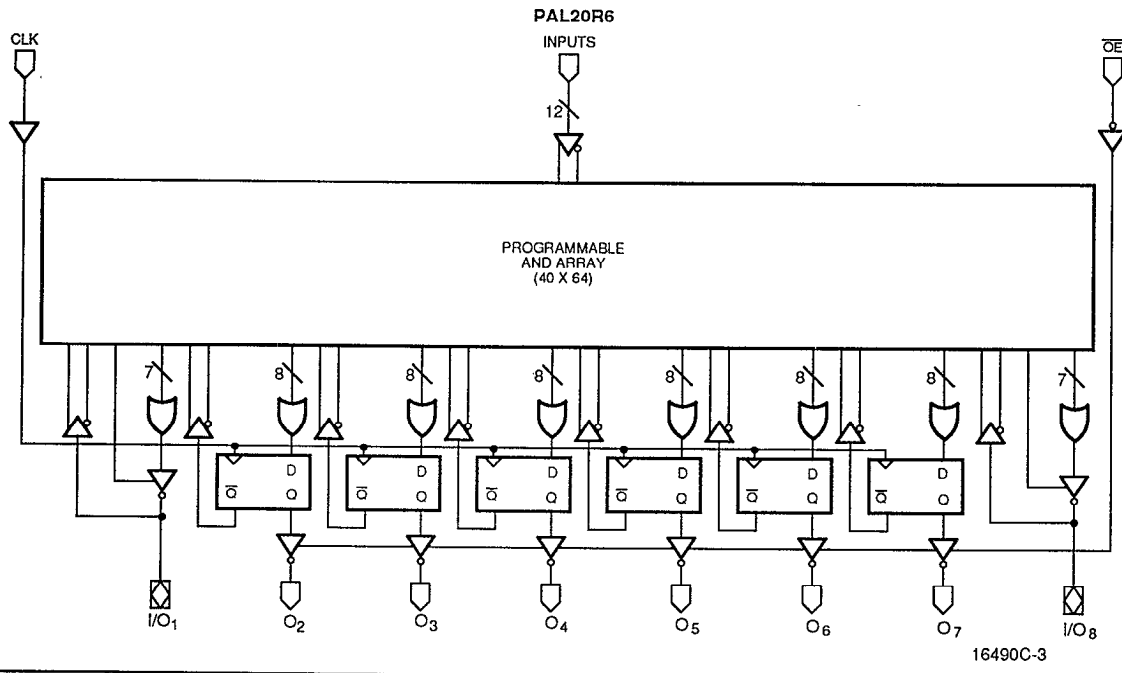 PAL20R6
CLK
INPUTS
OE
12
PROGRAMMABLE
AND ARRAY
(40 X 64)
7 8 8 8 8 8 8 7
D D D D D D
Q̅ Q Q̅ Q Q̅ Q Q̅ Q Q̅ Q Q̅ Q
I/O₁ O₂ O₃ O₄ O₅ O₆ O₇ I/O₈
16490C-3